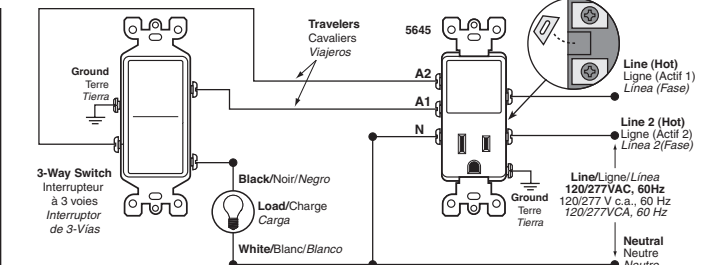 Travelers
Cavaliers
Viajeros
5645
Ground
Terre
Tierra
A2
A1
N
Line (Hot)
Ligne (Actif 1)
Línea (Fase)
Line 2 (Hot)
Ligne (Actif 2)
Línea 2(Fase)
3-Way Switch
Interrupteur
à 3 voies
Interruptor
de 3-Vías
Black/Noir/Negro
Load/Charge
Carga
White/Blanc/Blanco
Ground
Terre
Tierra
Line/Ligne/Línea
120/277VAC, 60Hz
120/277 V c.a., 60 Hz
120/277VCA, 60 Hz
Neutral
Neutre
Neutro